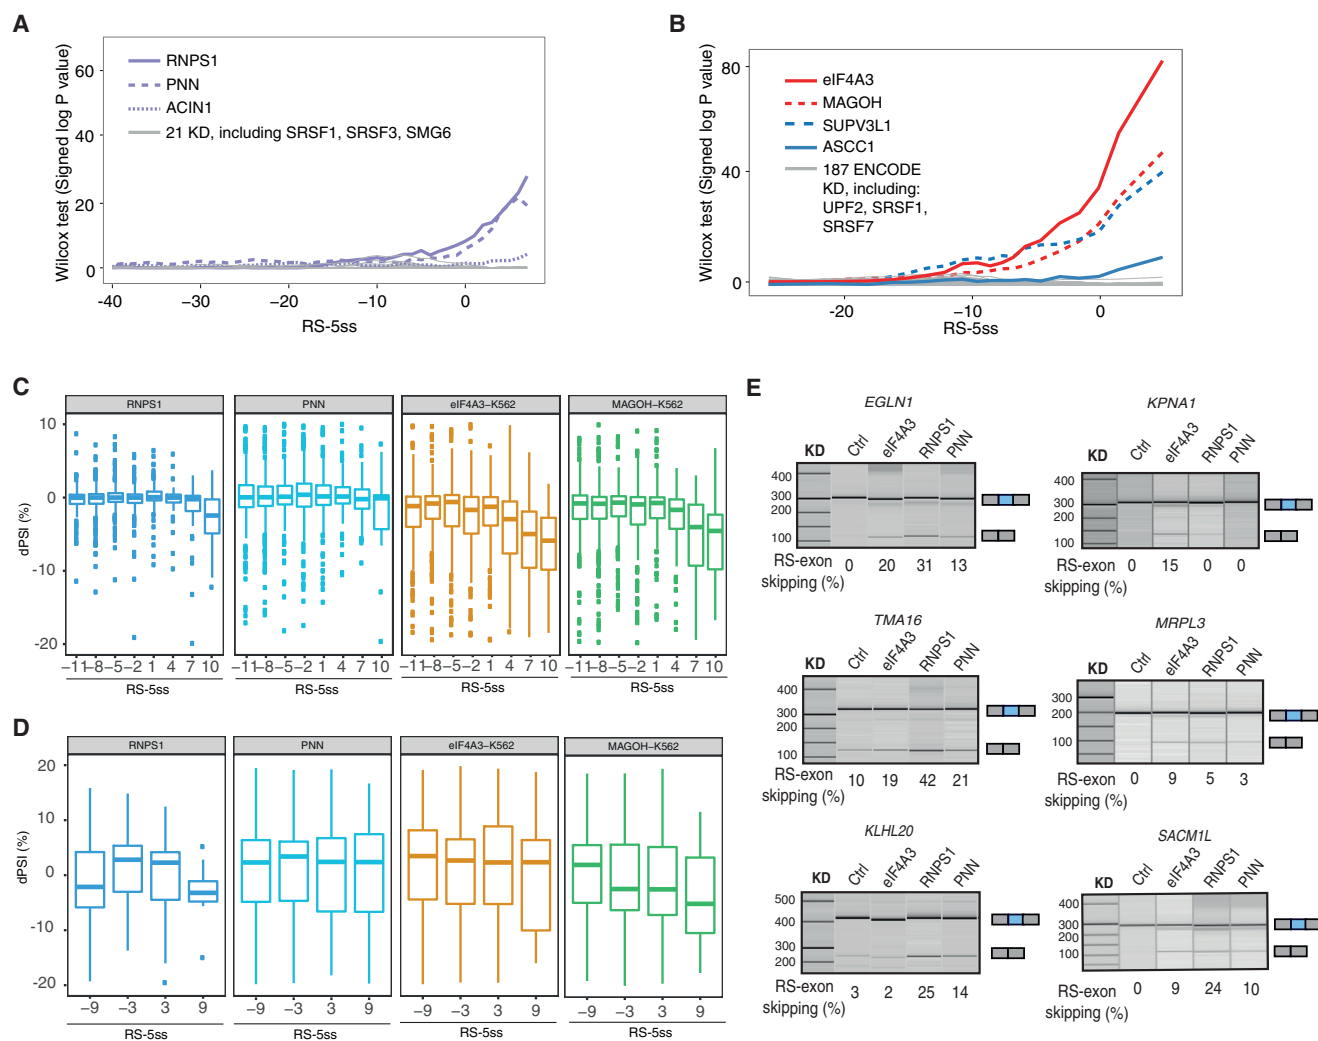 A
Wilcox test (Signed log P value)
60
40
20
0
RNPS1
PNN
ACIN1
21 KD, including SRSF1, SRSF3, SMG6
-40
-30
-20
-10
0
RS-5ss
B
Wilcox test (Signed log P value)
80
40
0
eIF4A3
MAGOH
SUPV3L1
ASCC1
187 ENCODE
KD, including:
UPF2, SRSF1,
SRSF7
-20
-10
0
RS-5ss
C
RNPS1
PNN
eIF4A3-K562
MAGOH-K562
dPSI (%)
10
0
-10
-20
-11 -8 -5 -2 1 4 7 10
-11 -8 -5 -2 1 4 7 10
-11 -8 -5 -2 1 4 7 10
-11 -8 -5 -2 1 4 7 10
RS-5ss
RS-5ss
RS-5ss
RS-5ss
D
RNPS1
PNN
eIF4A3-K562
MAGOH-K562
dPSI (%)
20
10
0
-10
-20
-9 -3 3 9
-9 -3 3 9
-9 -3 3 9
-9 -3 3 9
RS-5ss
RS-5ss
RS-5ss
RS-5ss
E
EGLN1
KD Ctrl eIF4A3 RNPS1 PNN
400
300
200
100
RS-exon 0 20 31 13
skipping (%)
KPNA1
KD Ctrl eIF4A3 RNPS1 PNN
400
300
200
100
RS-exon 0 15 0 0
skipping (%)
TMA16
KD Ctrl eIF4A3 RNPS1 PNN
400
300
200
100
RS-exon 10 19 42 21
skipping (%)
MRPL3
KD Ctrl eIF4A3 RNPS1 PNN
300
200
100
RS-exon 0 9 5 3
skipping (%)
KLHL20
KD Ctrl eIF4A3 RNPS1 PNN
500
400
300
200
RS-exon 3 2 25 14
skipping (%)
SACM1L
KD Ctrl eIF4A3 RNPS1 PNN
400
300
200
100
RS-exon 0 9 24 10
skipping (%)